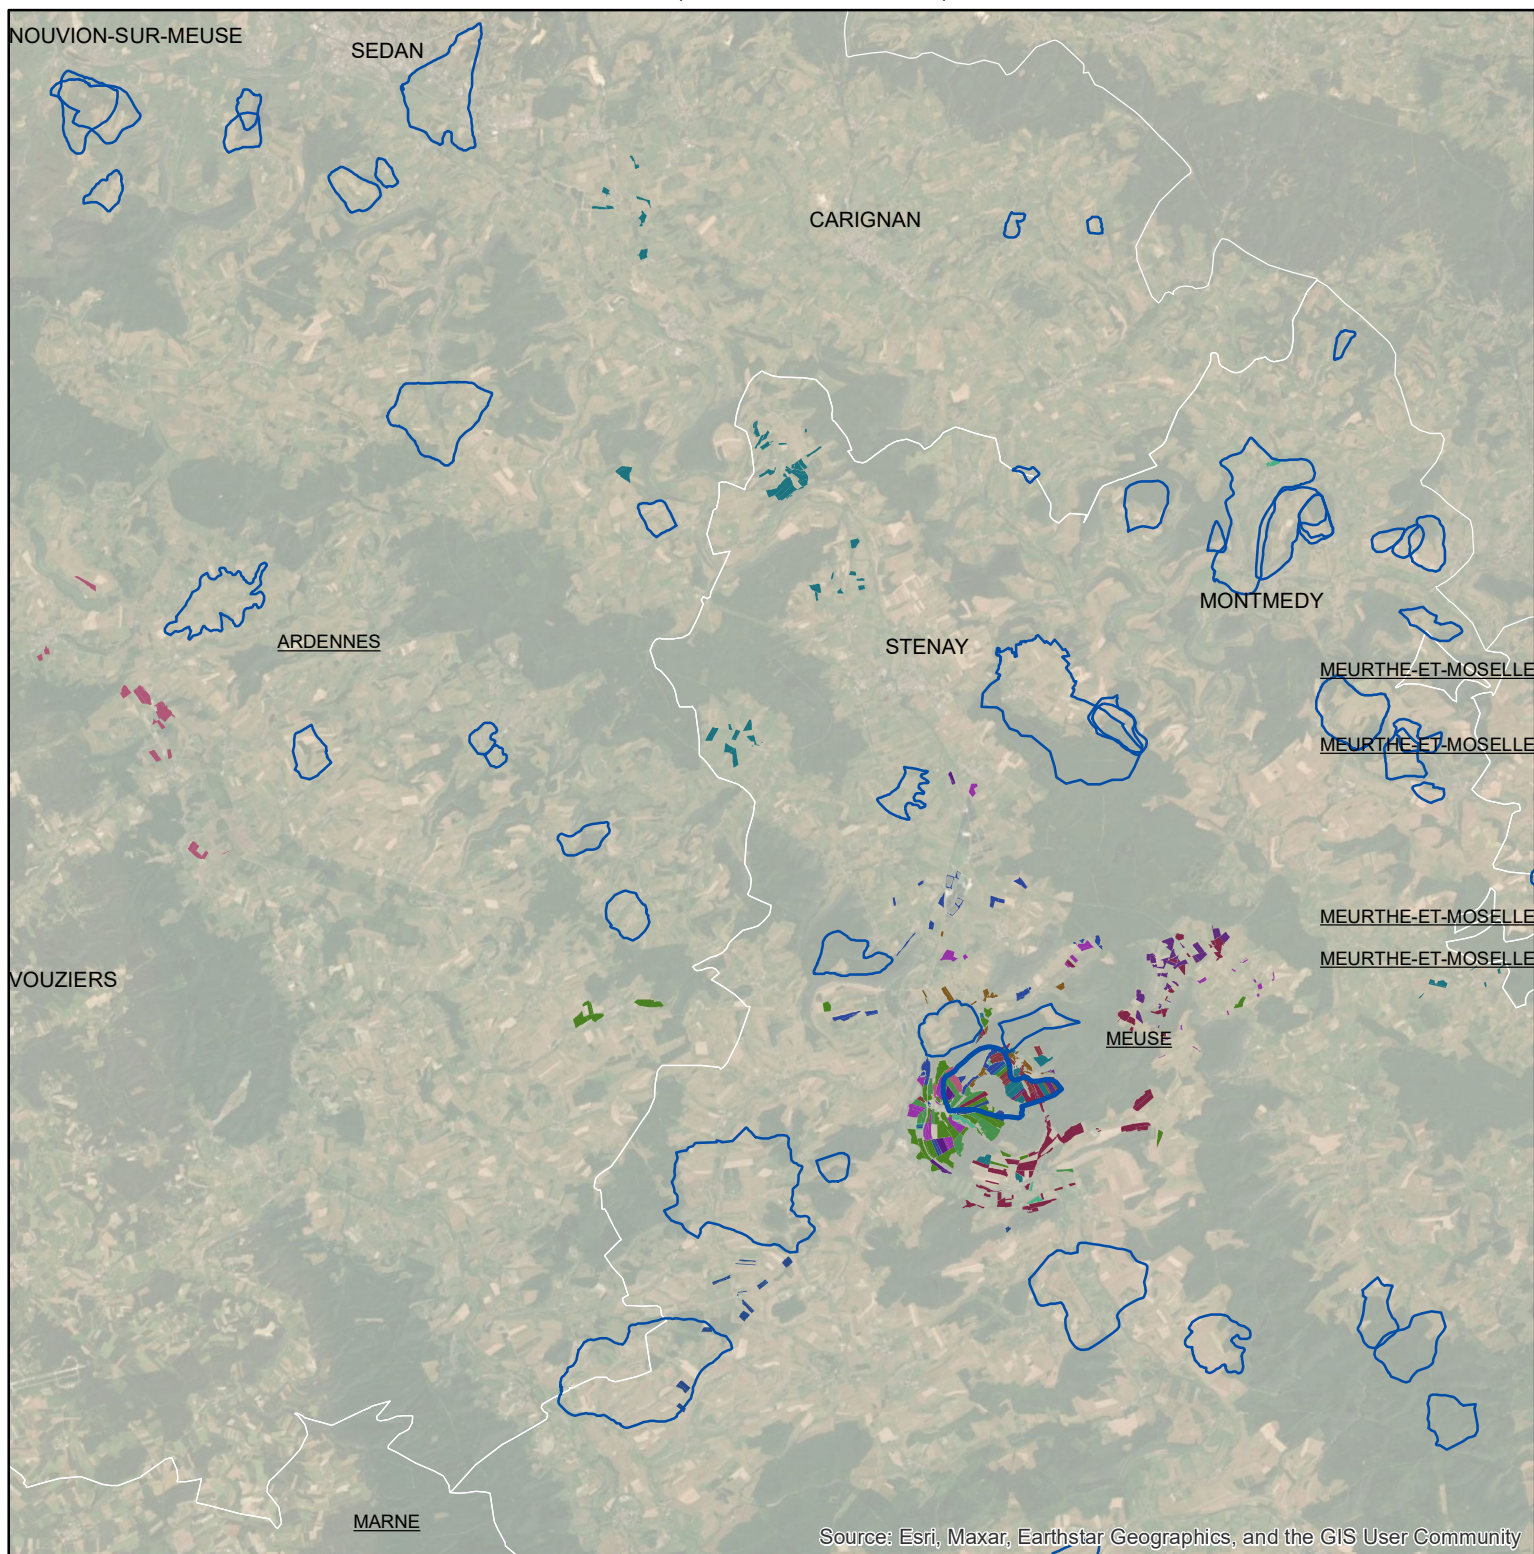 NOUVION-SUR-MEUSE
SEDAN
CARIGNAN
MONTMEDY
ARDENNES
STENAY
MEURTHE-ET-MOSELLE
MEURTHE-ET-MOSELLE
MEURTHE-ET-MOSELLE
MEURTHE-ET-MOSELLE
VOUZIERS
MEUSE
MARNE
Source: Esri, Maxar, Earthstar Geographics, and the GIS User Community